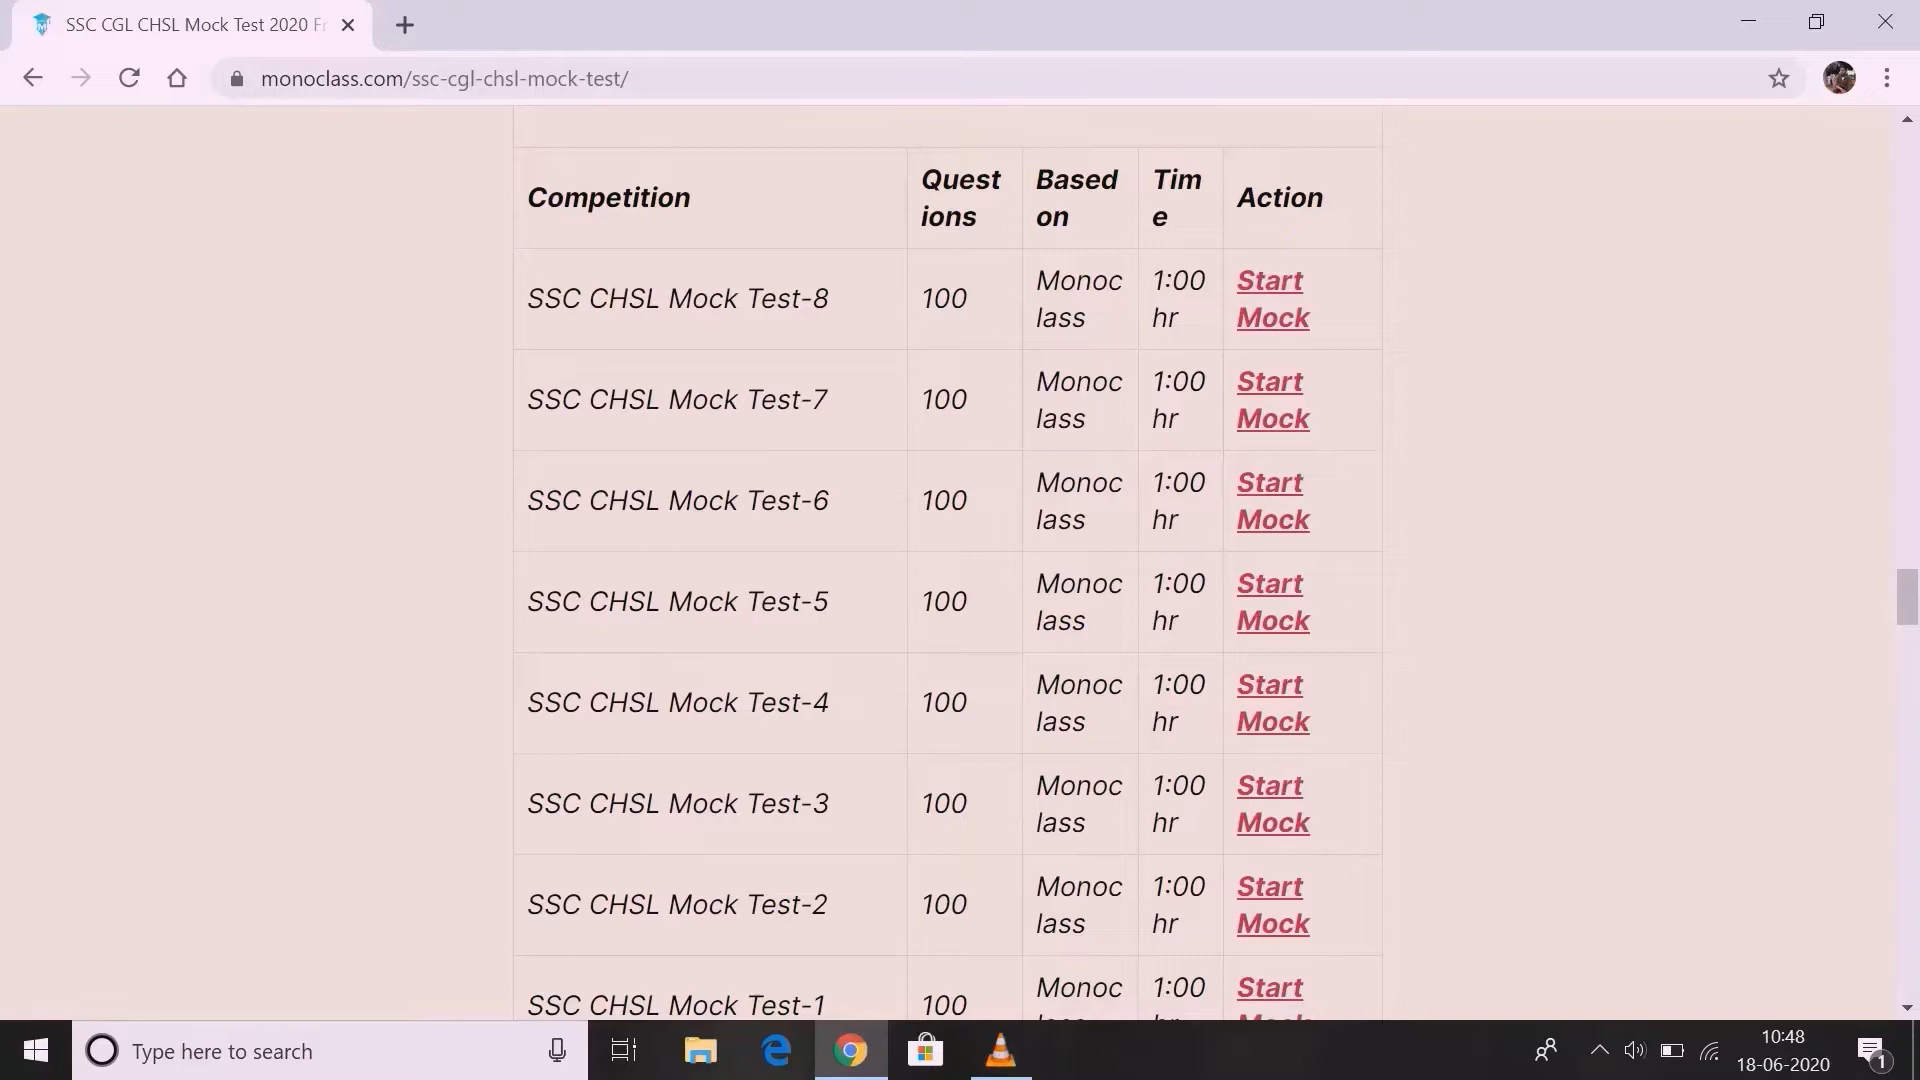 SSC CGL CHSL Mock Test 2020 Fr
monoclass.com/ssc-cgl-chsl-mock-test/
Competition
Quest
ions
Based
on
Tim
e
Action
SSC CHSL Mock Test-8
100
Monoc
lass
1:00
hr
Start
Mock
SSC CHSL Mock Test-7
100
Monoc
lass
1:00
hr
Start
Mock
SSC CHSL Mock Test-6
100
Monoc
lass
1:00
hr
Start
Mock
SSC CHSL Mock Test-5
100
Monoc
lass
1:00
hr
Start
Mock
SSC CHSL Mock Test-4
100
Monoc
lass
1:00
hr
Start
Mock
SSC CHSL Mock Test-3
100
Monoc
lass
1:00
hr
Start
Mock
SSC CHSL Mock Test-2
100
Monoc
lass
1:00
hr
Start
Mock
SSC CHSL Mock Test-1
100
Monoc
1:00
Start
Type here to search
10:48
18-06-2020
1